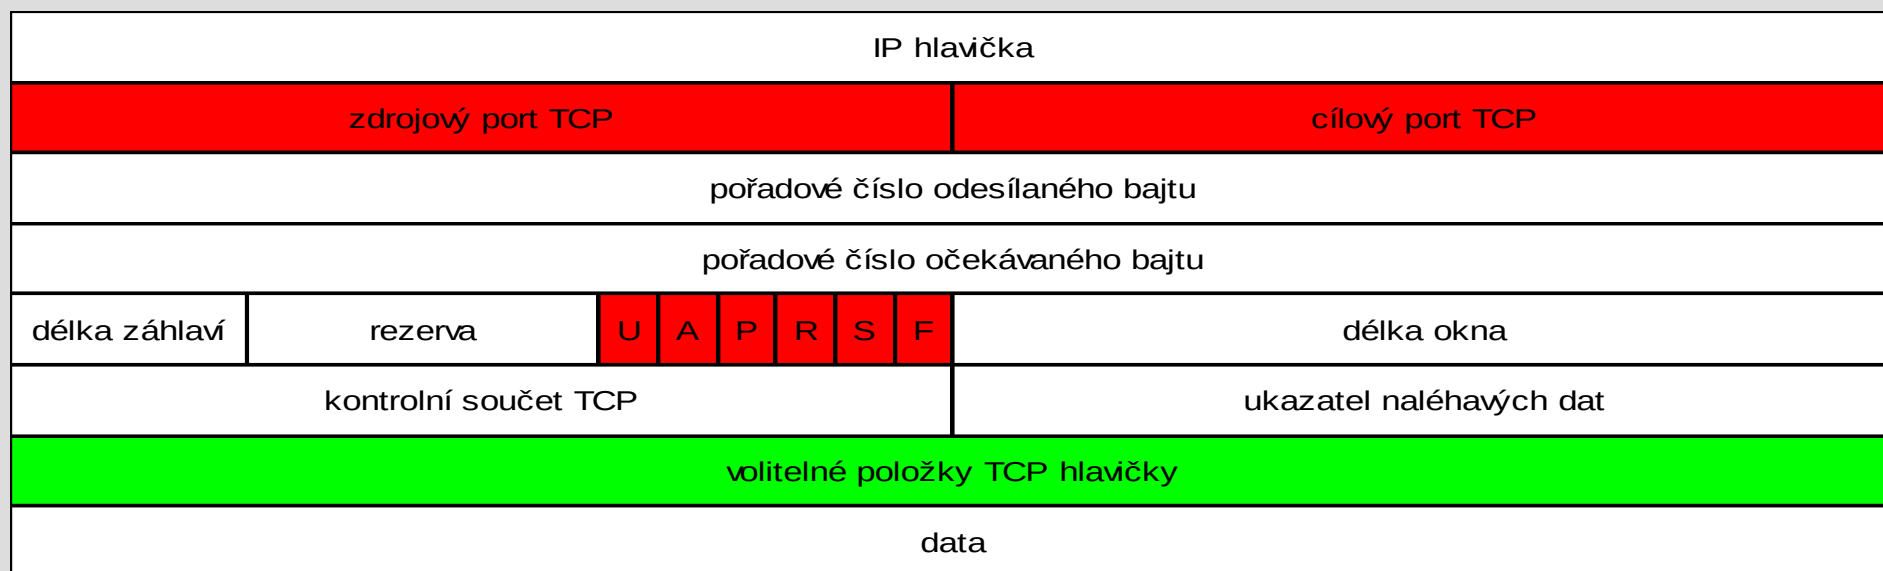 IP hlavička
zdrojový port TCP cílový port TCP
pořadové číslo odesílaného bajtu
pořadové číslo očekávaného bajtu
délka záhlaví rezerva U A P R S F délka okna
kontrolní součet TCP ukazatel naléhavých dat
volitelné položky TCP hlavičky
data